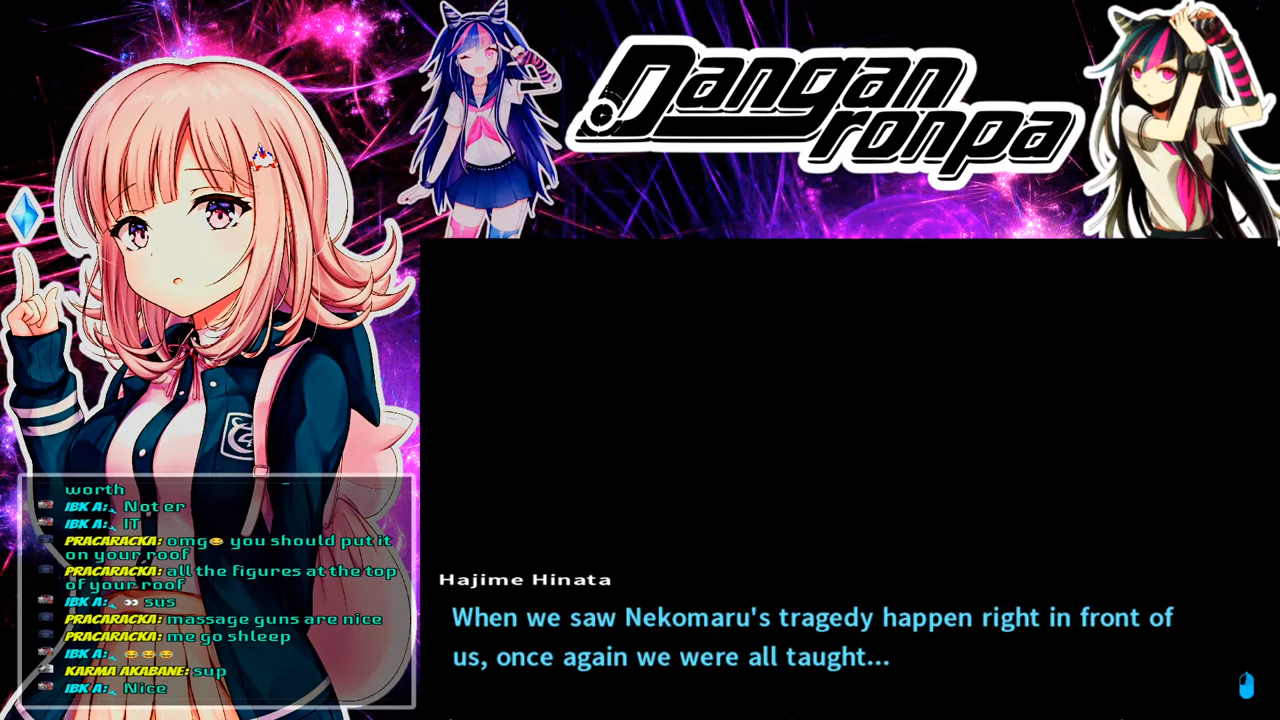 Dangan
ronpa
worth
IBK A: Not er
IBK A: IT
PRACARACKA: omg😂 you should put it
on your roof
PRACARACKA: all the figures at the top
of your roof
IBK A: 👀 sus
PRACARACKA: massage guns are nice
PRACARACKA: me go shleep
IBK A: 😂😂😂
KARMA AKABANE: sup
IBK A: Nice
Hajime Hinata
When we saw Nekomaru's tragedy happen right in front of
us, once again we were all taught...